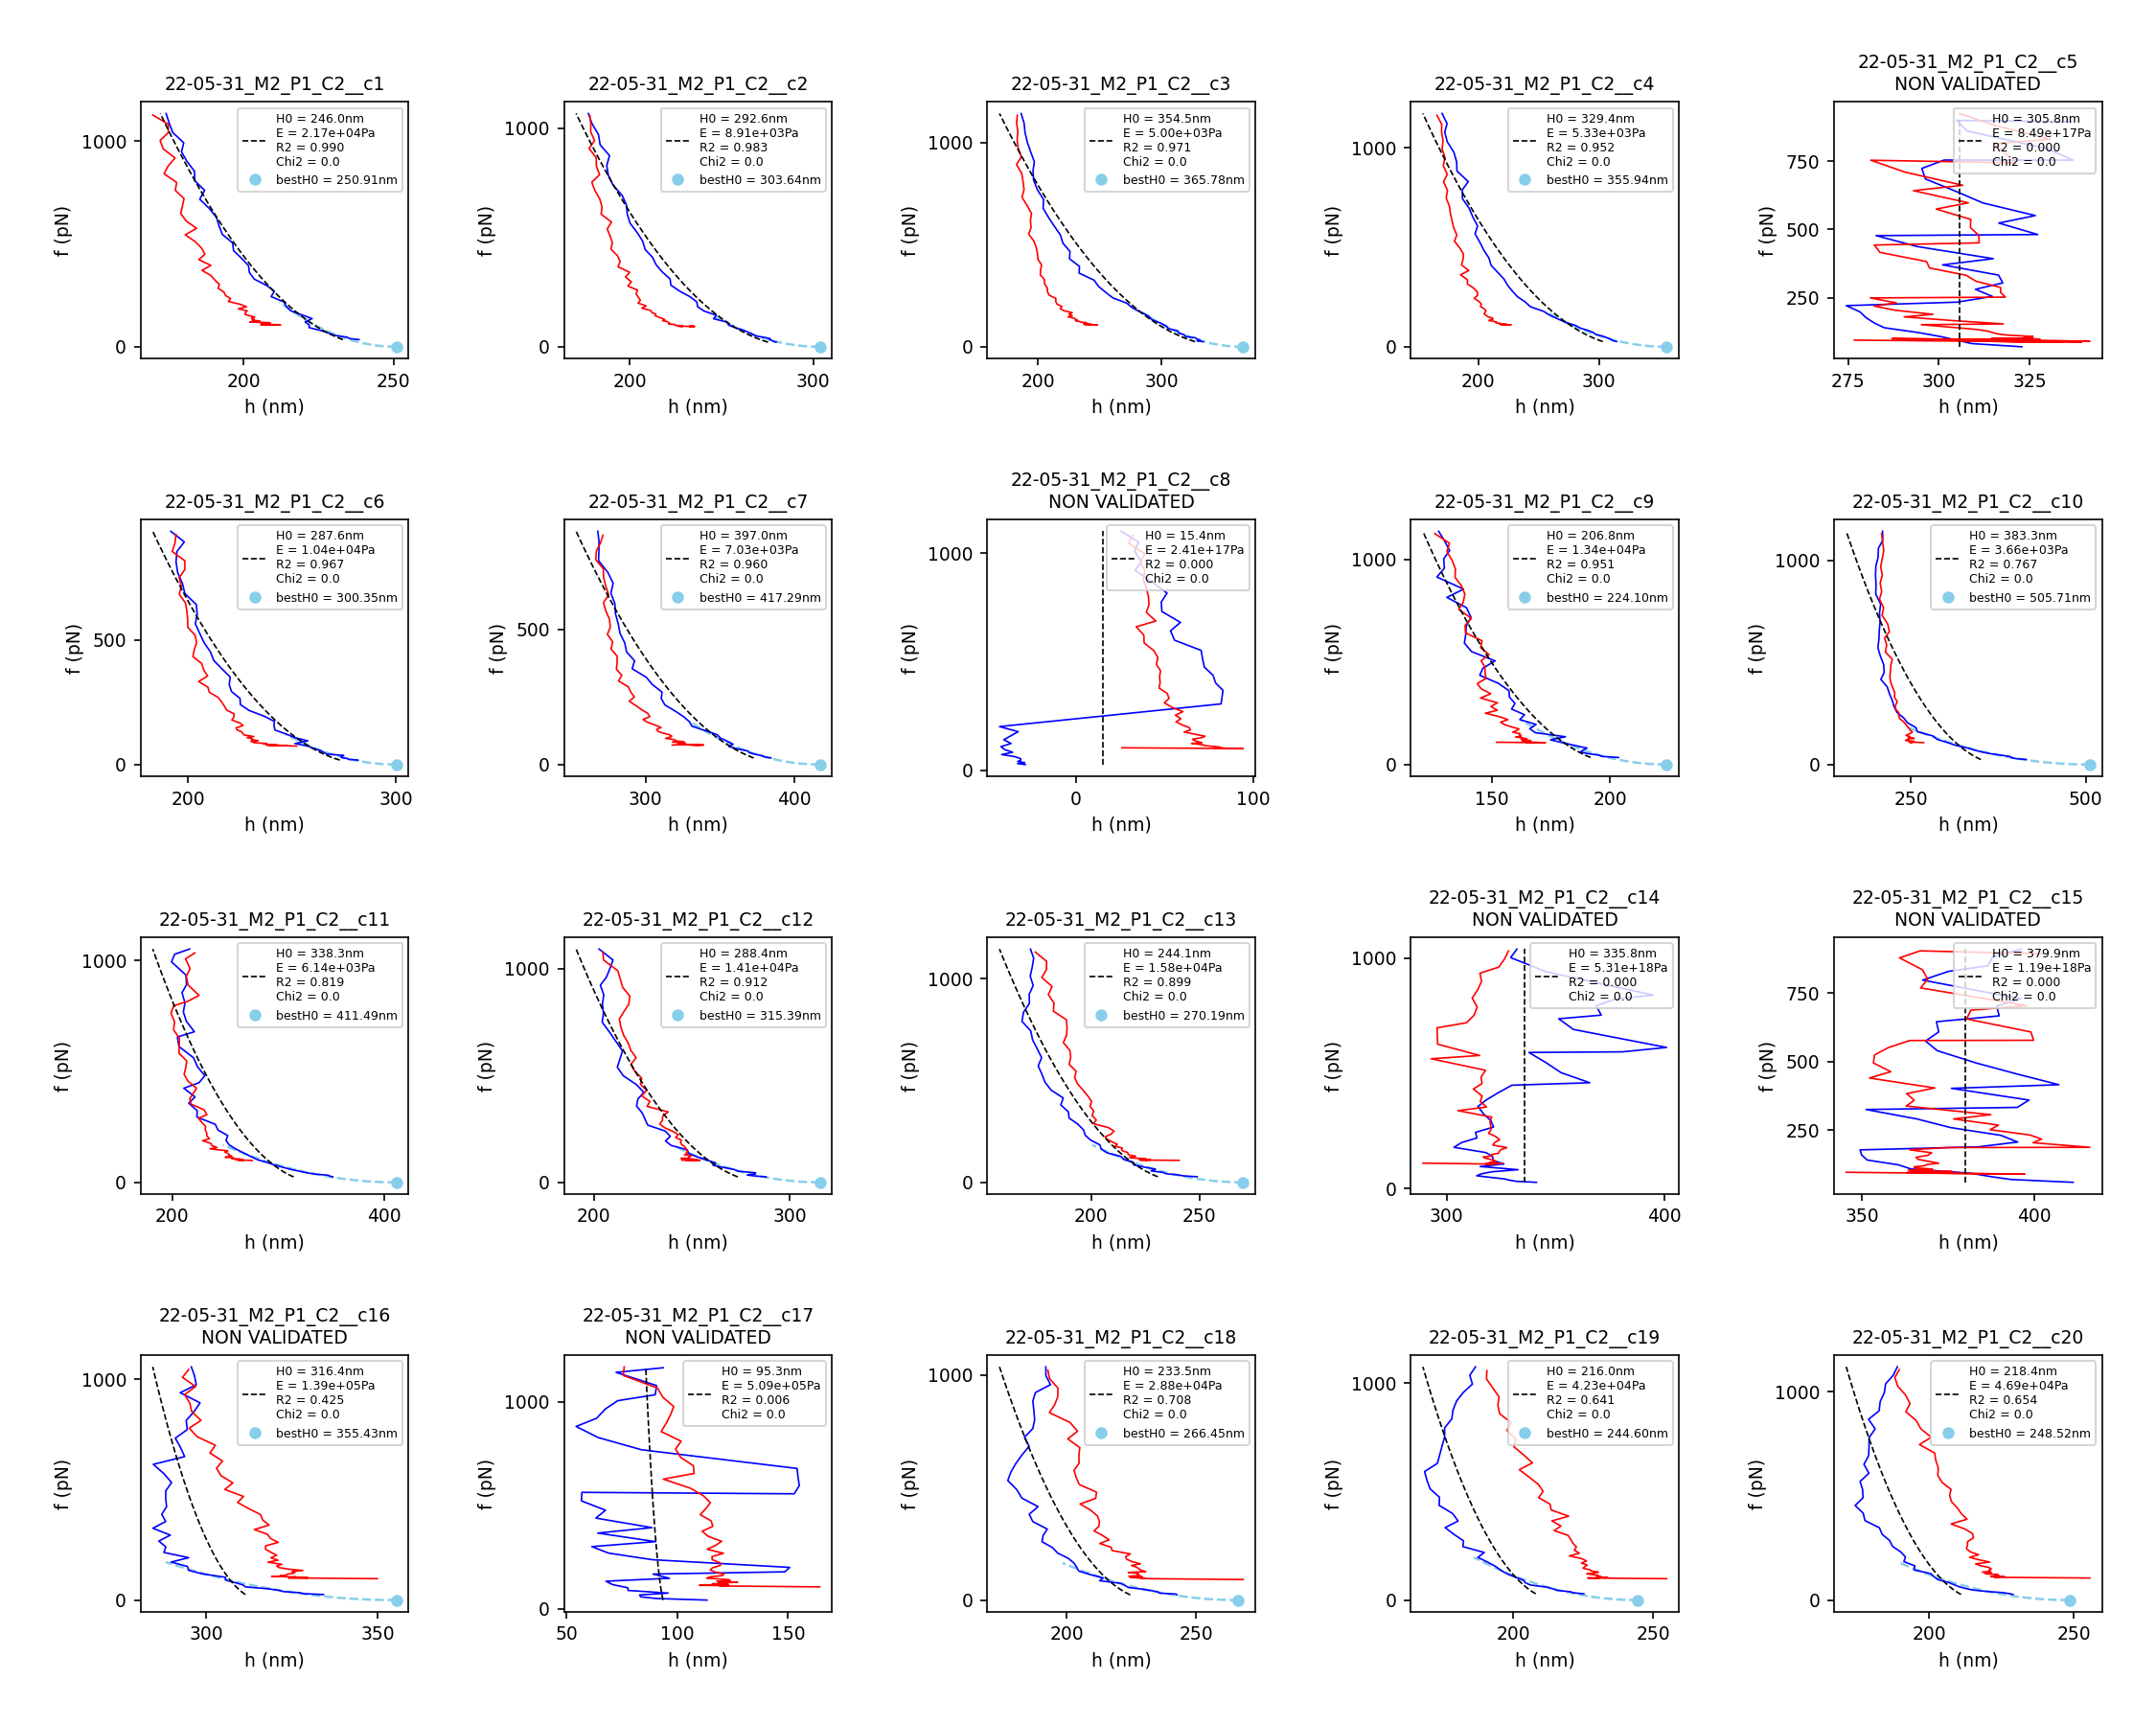 22-05-31_M2_P1_C2__c1
f (pN)
1000
0
H0 = 246.0nm
E = 2.17e+04Pa
R2 = 0.990
Chi2 = 0.0
bestH0 = 250.91nm
200
250
h (nm)
22-05-31_M2_P1_C2__c2
f (pN)
1000
0
H0 = 292.6nm
E = 8.91e+03Pa
R2 = 0.983
Chi2 = 0.0
bestH0 = 303.64nm
200
300
h (nm)
22-05-31_M2_P1_C2__c3
f (pN)
1000
0
H0 = 354.5nm
E = 5.00e+03Pa
R2 = 0.971
Chi2 = 0.0
bestH0 = 365.78nm
200
300
h (nm)
22-05-31_M2_P1_C2__c4
f (pN)
1000
0
H0 = 329.4nm
E = 5.33e+03Pa
R2 = 0.952
Chi2 = 0.0
bestH0 = 355.94nm
200
300
h (nm)
22-05-31_M2_P1_C2__c5
NON VALIDATED
f (pN)
750
500
250
H0 = 305.8nm
E = 8.49e+17Pa
R2 = 0.000
Chi2 = 0.0
275
300
325
h (nm)
22-05-31_M2_P1_C2__c6
f (pN)
500
0
H0 = 287.6nm
E = 1.04e+04Pa
R2 = 0.967
Chi2 = 0.0
bestH0 = 300.35nm
200
300
h (nm)
22-05-31_M2_P1_C2__c7
f (pN)
500
0
H0 = 397.0nm
E = 7.03e+03Pa
R2 = 0.960
Chi2 = 0.0
bestH0 = 417.29nm
300
400
h (nm)
22-05-31_M2_P1_C2__c8
NON VALIDATED
f (pN)
1000
0
H0 = 15.4nm
E = 2.41e+17Pa
R2 = 0.000
Chi2 = 0.0
0
100
h (nm)
22-05-31_M2_P1_C2__c9
f (pN)
1000
0
H0 = 206.8nm
E = 1.34e+04Pa
R2 = 0.951
Chi2 = 0.0
bestH0 = 224.10nm
150
200
h (nm)
22-05-31_M2_P1_C2__c10
f (pN)
1000
0
H0 = 383.3nm
E = 3.66e+03Pa
R2 = 0.767
Chi2 = 0.0
bestH0 = 505.71nm
250
500
h (nm)
22-05-31_M2_P1_C2__c11
f (pN)
1000
0
H0 = 338.3nm
E = 6.14e+03Pa
R2 = 0.819
Chi2 = 0.0
bestH0 = 411.49nm
200
400
h (nm)
22-05-31_M2_P1_C2__c12
f (pN)
1000
0
H0 = 288.4nm
E = 1.41e+04Pa
R2 = 0.912
Chi2 = 0.0
bestH0 = 315.39nm
200
300
h (nm)
22-05-31_M2_P1_C2__c13
f (pN)
1000
0
H0 = 244.1nm
E = 1.58e+04Pa
R2 = 0.899
Chi2 = 0.0
bestH0 = 270.19nm
200
250
h (nm)
22-05-31_M2_P1_C2__c14
NON VALIDATED
f (pN)
1000
0
H0 = 335.8nm
E = 5.31e+18Pa
R2 = 0.000
Chi2 = 0.0
300
400
h (nm)
22-05-31_M2_P1_C2__c15
NON VALIDATED
f (pN)
750
500
250
H0 = 379.9nm
E = 1.19e+18Pa
R2 = 0.000
Chi2 = 0.0
350
400
h (nm)
22-05-31_M2_P1_C2__c16
NON VALIDATED
f (pN)
1000
0
H0 = 316.4nm
E = 1.39e+05Pa
R2 = 0.425
Chi2 = 0.0
bestH0 = 355.43nm
300
350
h (nm)
22-05-31_M2_P1_C2__c17
NON VALIDATED
f (pN)
1000
0
H0 = 95.3nm
E = 5.09e+05Pa
R2 = 0.006
Chi2 = 0.0
50
100
150
h (nm)
22-05-31_M2_P1_C2__c18
f (pN)
1000
0
H0 = 233.5nm
E = 2.88e+04Pa
R2 = 0.708
Chi2 = 0.0
bestH0 = 266.45nm
200
250
h (nm)
22-05-31_M2_P1_C2__c19
f (pN)
1000
0
H0 = 216.0nm
E = 4.23e+04Pa
R2 = 0.641
Chi2 = 0.0
bestH0 = 244.60nm
200
250
h (nm)
22-05-31_M2_P1_C2__c20
f (pN)
1000
0
H0 = 218.4nm
E = 4.69e+04Pa
R2 = 0.654
Chi2 = 0.0
bestH0 = 248.52nm
200
250
h (nm)